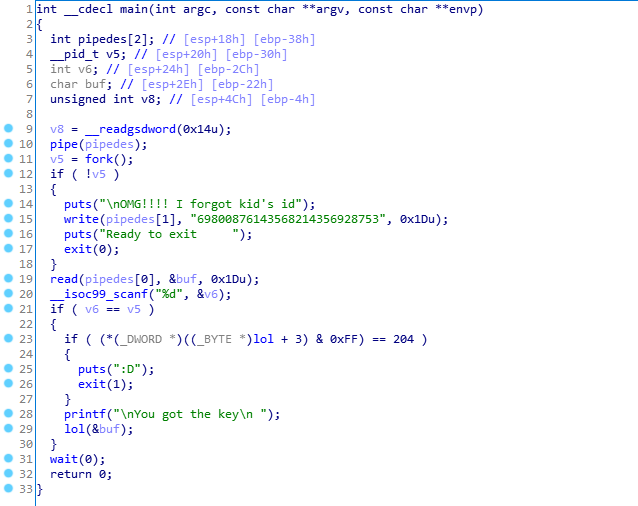 1 int __cdecl main(int argc, const char **argv, const char **envp)
2 {
3 int pipedes[2]; // [esp+18h] [ebp-38h]
4 __pid_t v5; // [esp+20h] [ebp-30h]
5 int v6; // [esp+24h] [ebp-2Ch]
6 char buf; // [esp+2Eh] [ebp-22h]
7 unsigned int v8; // [esp+4Ch] [ebp-4h]
8
9 v8 = __readgsdword(0x14u);
10 pipe(pipedes);
11 v5 = fork();
12 if ( !v5 )
13 {
14 puts("\nOMG!!!! I forgot kid's id");
15 write(pipedes[1], "69800876143568214356928753", 0x1Du);
16 puts("Ready to exit     ");
17 exit(0);
18 }
19 read(pipedes[0], &buf, 0x1Du);
20 __isoc99_scanf("%d", &v6);
21 if ( v6 == v5 )
22 {
23 if ( (*(_DWORD *)((_BYTE *)lol + 3) & 0xFF) == 204 )
24 {
25 puts(":D");
26 exit(1);
27 }
28 printf("\nYou got the key\n ");
29 lol(&buf);
30 }
31 wait(0);
32 return 0;
33 }